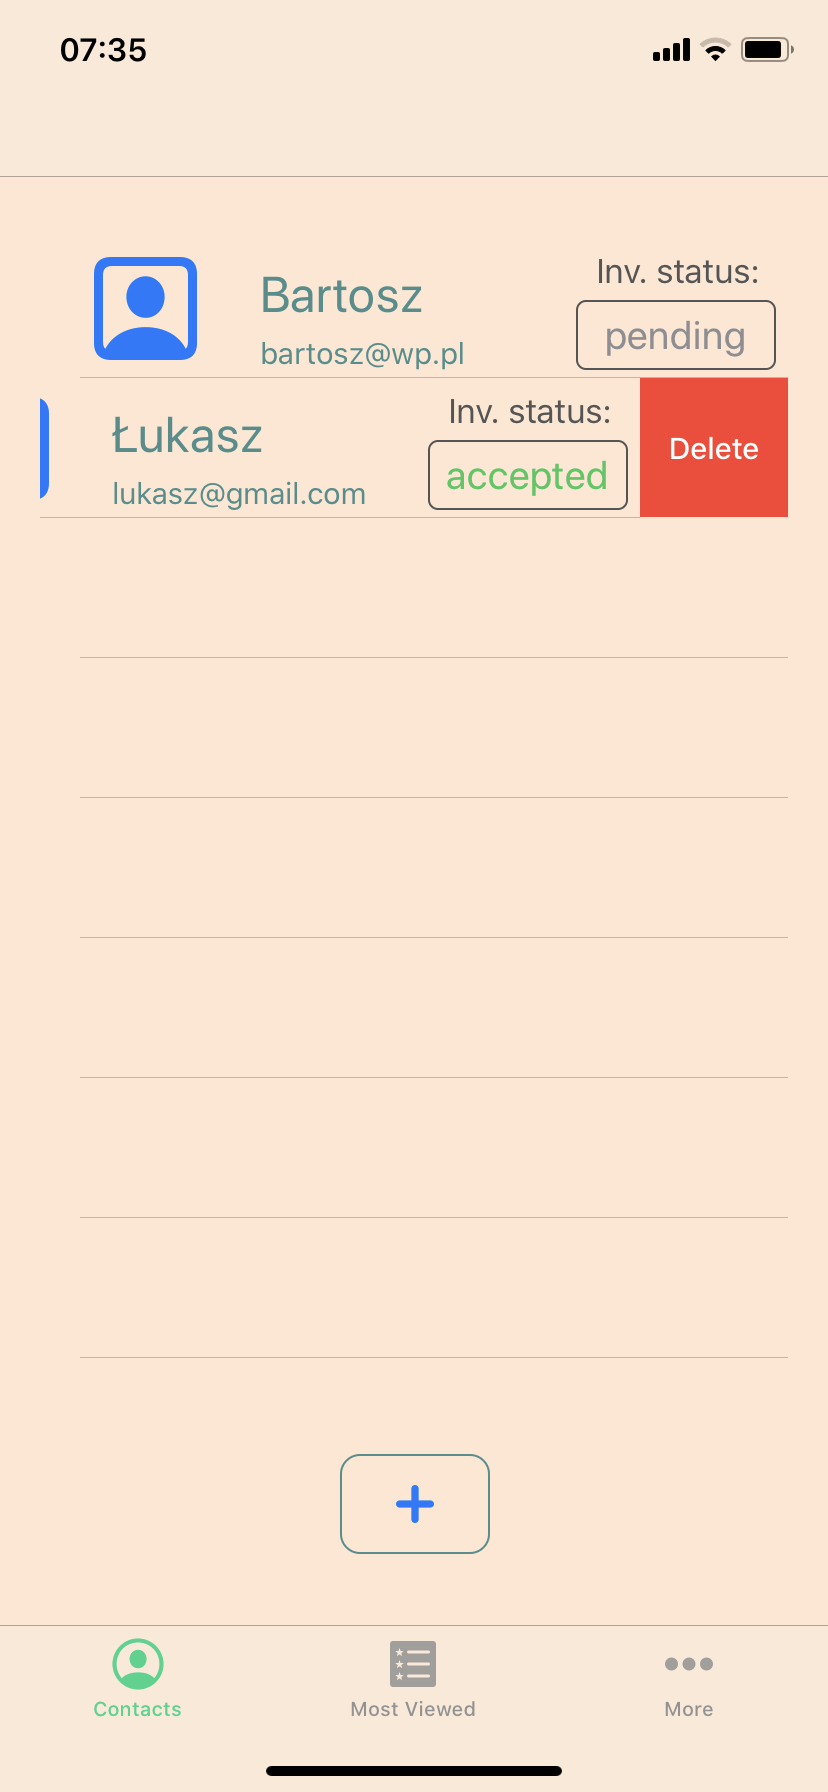 07:35
Inv. status:
Bartosz
pending
bartosz@wp.pl
Inv. status:
Łukasz
accepted
Delete
lukasz@gmail.com
Contacts
Most Viewed
More